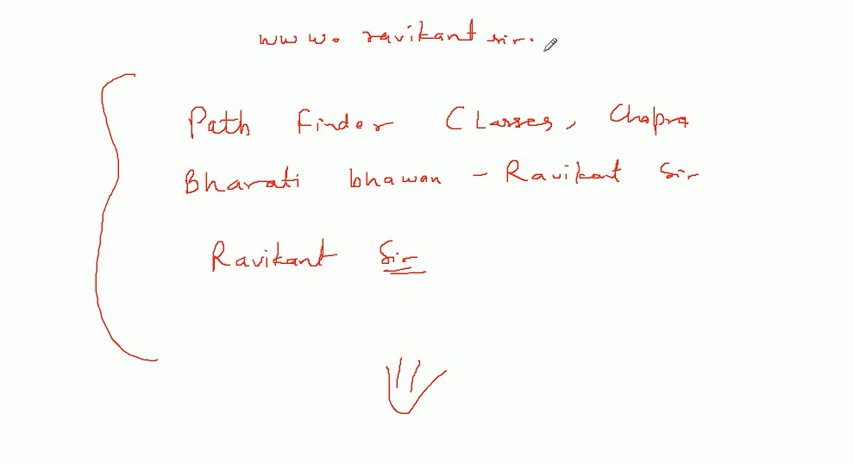 www. ravikant sir.
Path Finder Classes, Chapra
Bharati bhawan - Ravikant Sir
Ravikant Sir